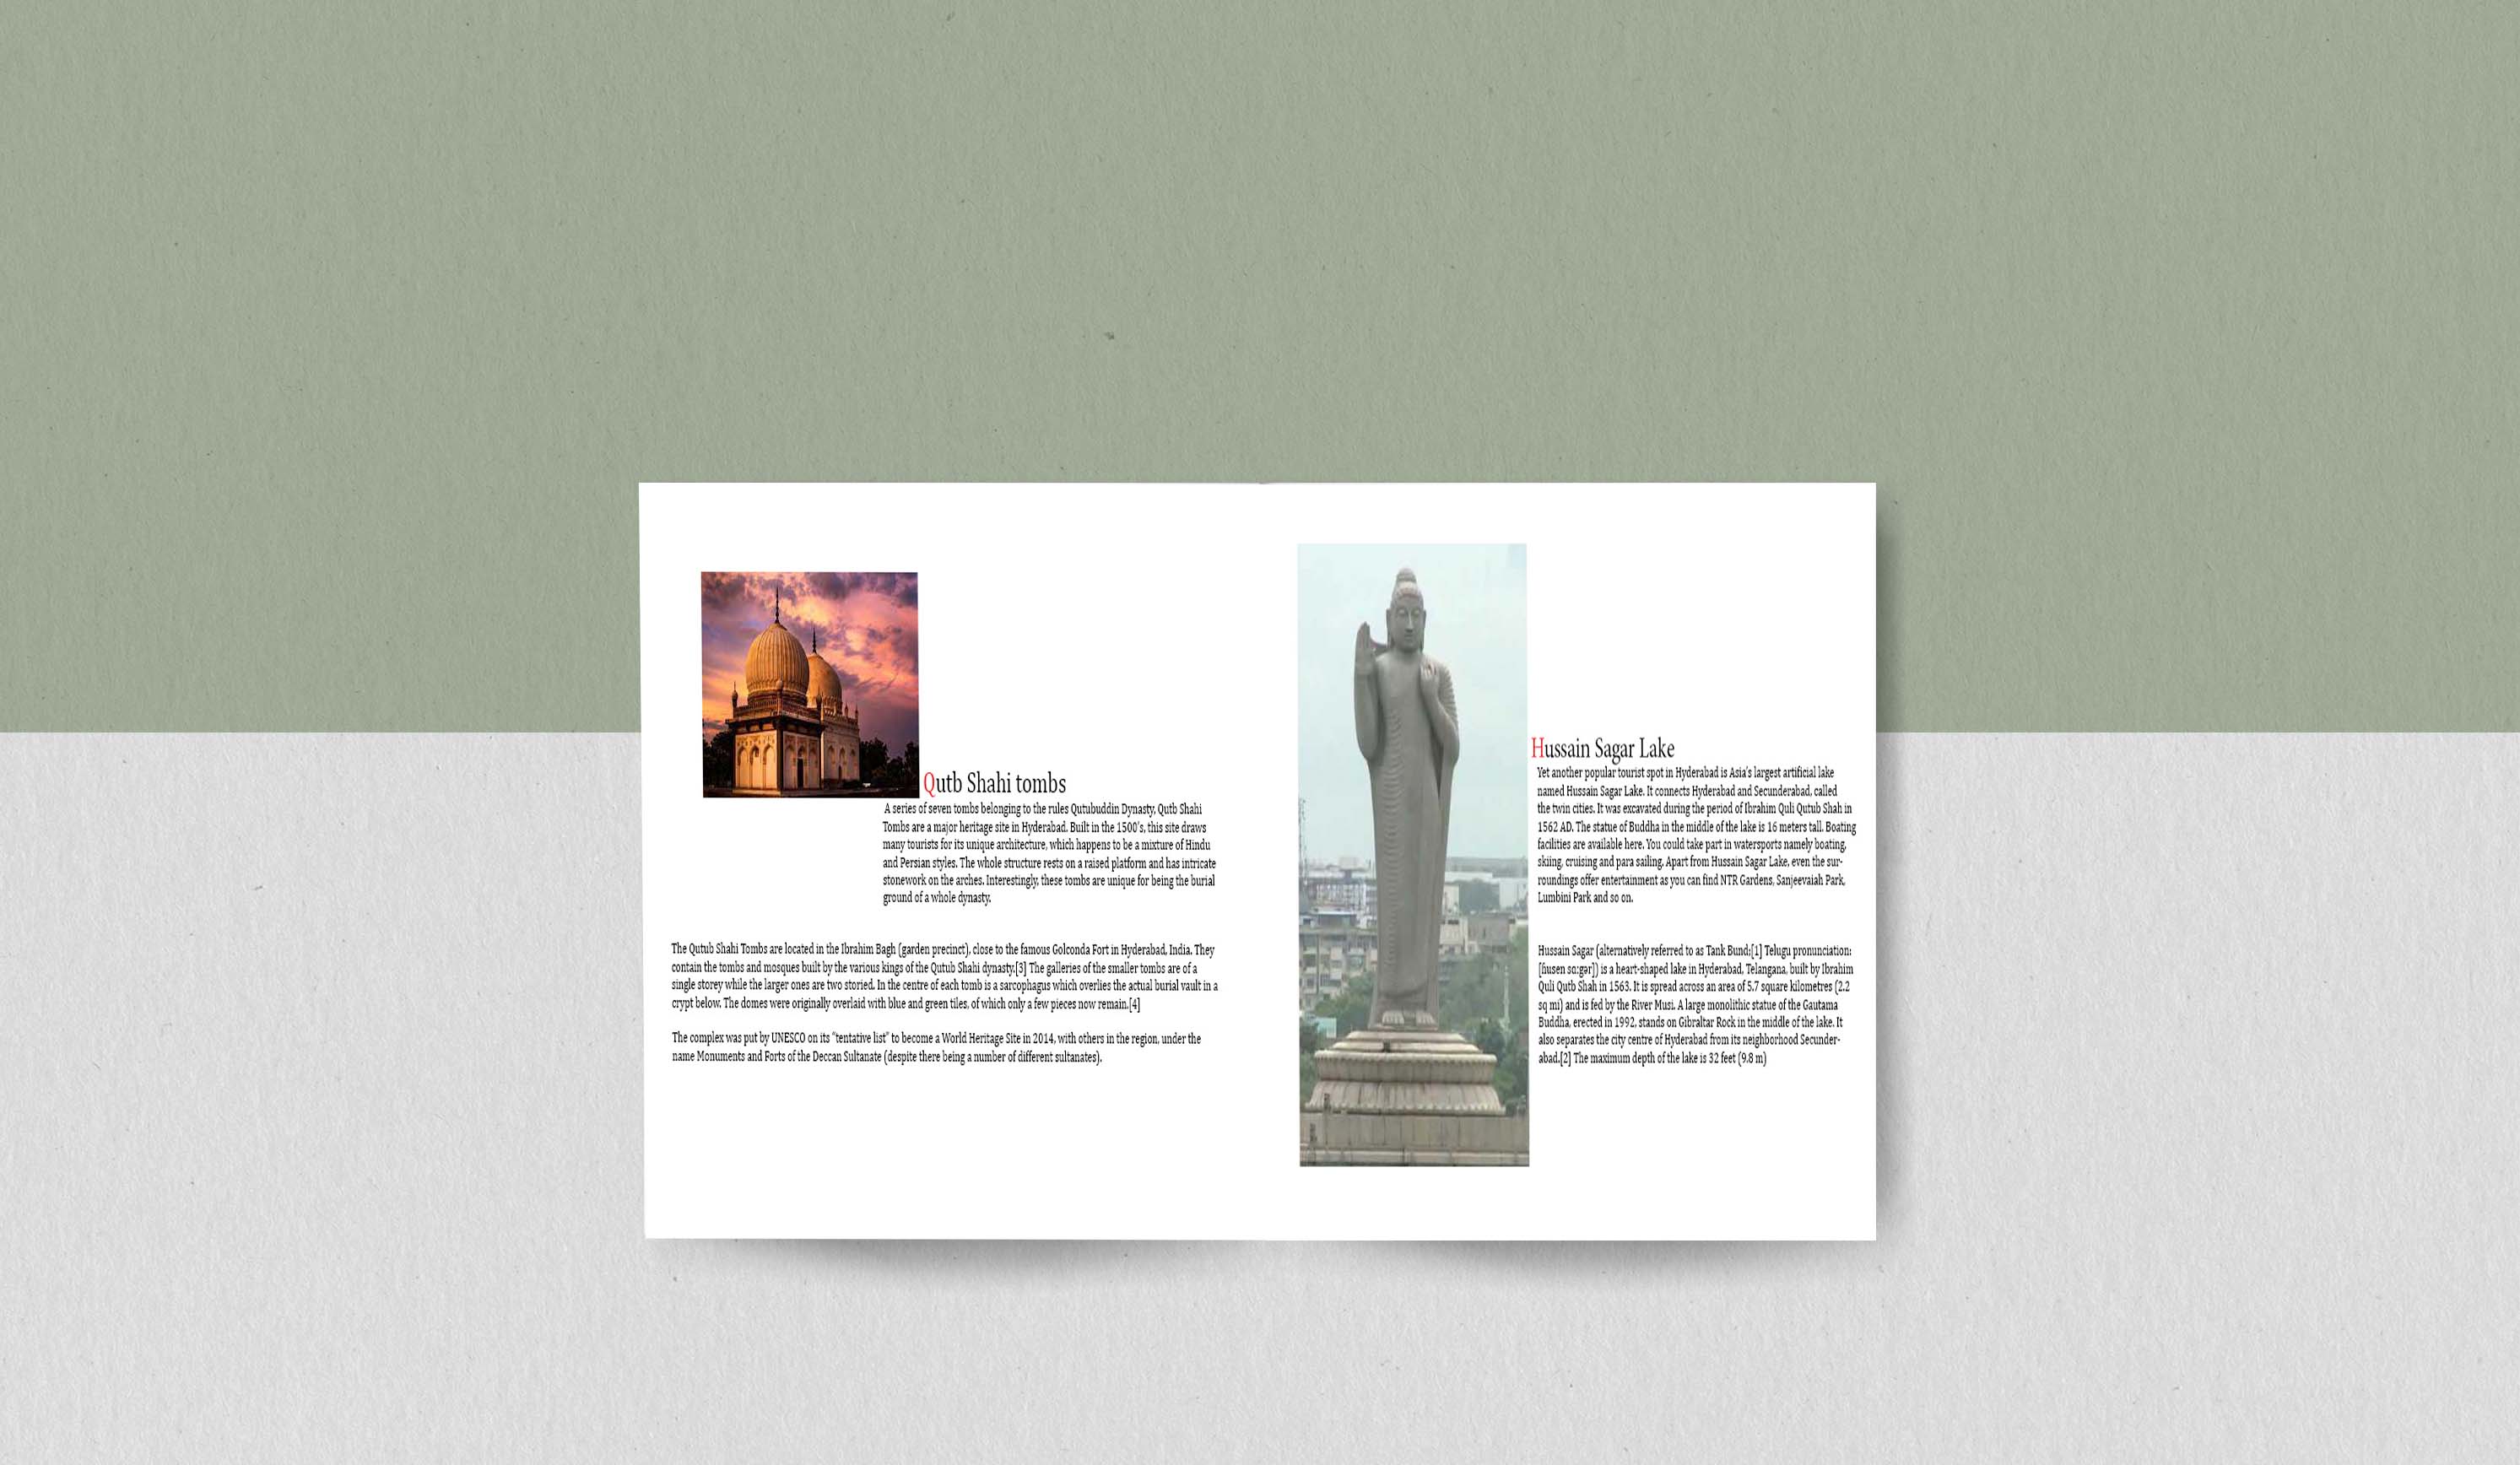 Qutb Shahi tombs
A series of seven tombs belonging to the rules Qutubuddin Dynasty, Qutb Shahi
Tombs are a major heritage site in Hyderabad. Built in the 1500's, this site draws
many tourists for its unique architecture, which happens to be a mixture of Hindu
and Persian styles. The whole structure rests on a raised platform and has intricate
stonework on the arches. Interestingly, these tombs are unique for being the burial
ground of a whole dynasty.
The Qutub Shahi Tombs are located in the Ibrahim Bagh (garden precinct), close to the famous Golconda Fort in Hyderabad, India. They
contain the tombs and mosques built by the various kings of the Qutub Shahi dynasty.[3] The galleries of the smaller tombs are of a
single storey while the larger ones are two storied. In the centre of each tomb is a sarcophagus which overlies the actual burial vault in a
crypt below. The domes were originally overlaid with blue and green tiles, of which only a few pieces now remain.[4]
The complex was put by UNESCO on its "tentative list" to become a World Heritage Site in 2014, with others in the region, under the
name Monuments and Forts of the Deccan Sultanate (despite there being a number of different sultanates).
Hussain Sagar Lake
Yet another popular tourist spot in Hyderabad is Asia's largest artificial lake
named Hussain Sagar Lake. It connects Hyderabad and Secunderabad, called
the twin cities. It was excavated during the period of Ibrahim Quli Qutub Shah in
1562 AD. The statue of Buddha in the middle of the lake is 16 meters tall. Boating
facilities are available here. You could take part in watersports namely boating,
skiing, cruising and para sailing. Apart from Hussain Sagar Lake, even the sur-
roundings offer entertainment as you can find NTR Gardens, Sanjeevaiah Park,
Lumbini Park and so on.
Hussain Sagar (alternatively referred to as Tank Bund;[1] Telugu pronunciation:
[ɦusen saːgər]) is a heart-shaped lake in Hyderabad, Telangana, built by Ibrahim
Quli Qutb Shah in 1563. It is spread across an area of 5.7 square kilometres (2.2
sq mi) and is fed by the River Musi. A large monolithic statue of the Gautama
Buddha, erected in 1992, stands on Gibraltar Rock in the middle of the lake. It
also separates the city centre of Hyderabad from its neighborhood Secunder-
abad.[2] The maximum depth of the lake is 32 feet (9.8 m)